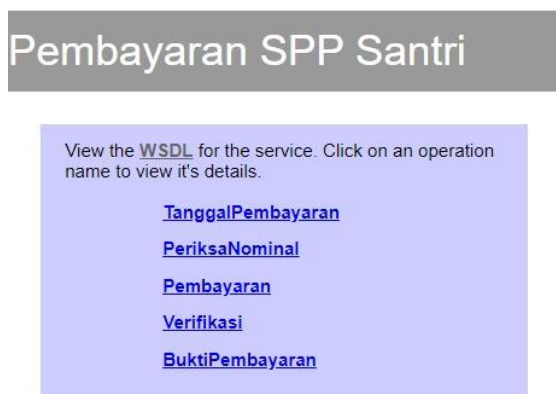 Pembayaran SPP Santri
View the WSDL for the service. Click on an operation
name to view it's details.
TanggalPembayaran
PeriksaNominal
Pembayaran
Verifikasi
BuktiPembayaran